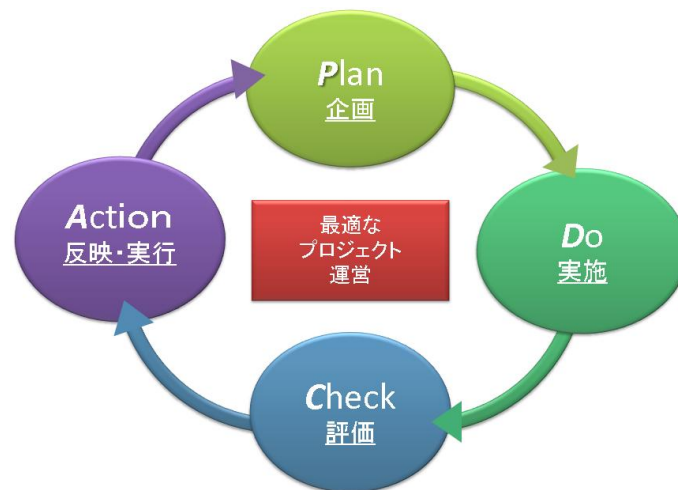 Plan
企画
Action
反映・実行
最適な
プロジェクト
運営
Do
実施
Check
評価